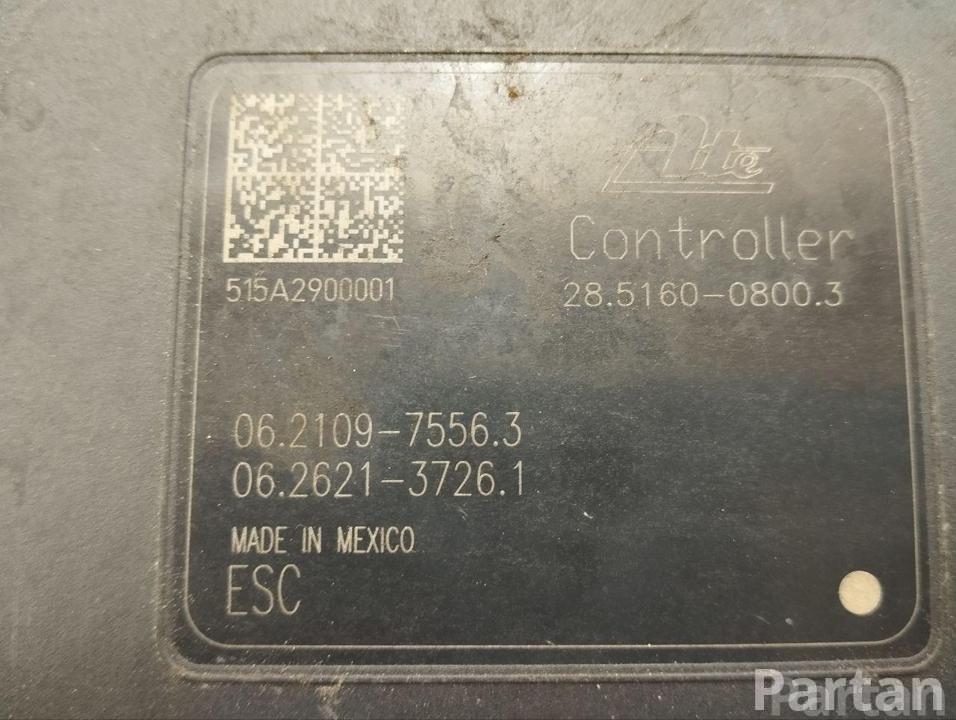 Ate
Controller
515A2900001
28.5160-0800.3
06.2109-7556.3
06.2621-3726.1
MADE IN MEXICO
ESC
Partan